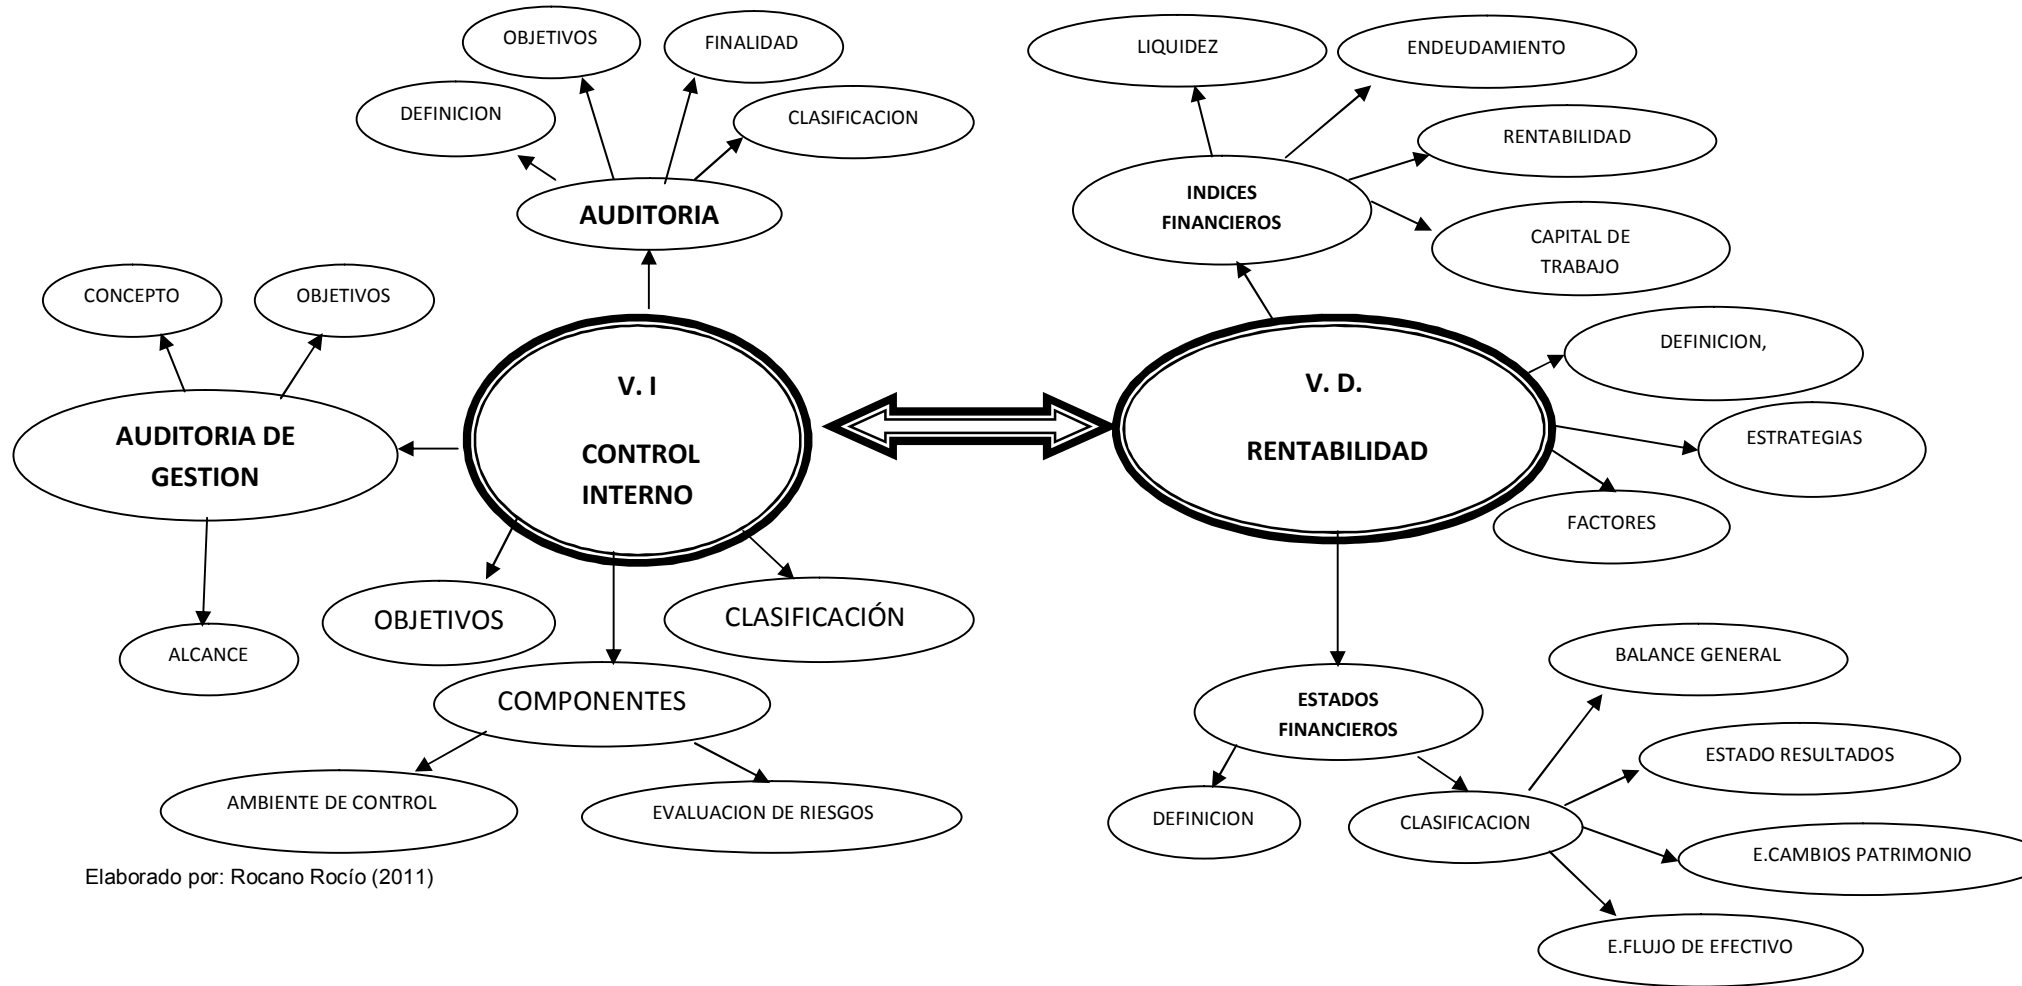 OBJETIVOS
FINALIDAD
DEFINICION
CLASIFICACION
AUDITORIA
CONCEPTO
OBJETIVOS
AUDITORIA DE
GESTION
ALCANCE
V. I
CONTROL
INTERNO
OBJETIVOS
CLASIFICACIÓN
COMPONENTES
AMBIENTE DE CONTROL
EVALUACION DE RIESGOS
LIQUIDEZ
ENDEUDAMIENTO
RENTABILIDAD
INDICES
FINANCIEROS
CAPITAL DE
TRABAJO
V. D.
RENTABILIDAD
DEFINICION,
ESTRATEGIAS
FACTORES
ESTADOS
FINANCIEROS
DEFINICION
CLASIFICACION
BALANCE GENERAL
ESTADO RESULTADOS
E.CAMBIOS PATRIMONIO
E.FLUJO DE EFECTIVO
Elaborado por: Rocano Rocío (2011)